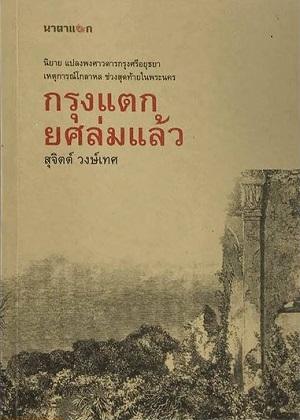 นาตาแฮก
นิยาย แปลงพงศาวดารกรุงศรีอยุธยา
เหตุการณ์โกลาหล ช่วงสุดท้ายในพระนคร
กรุงแตก
ยศล่มแล้ว
สุจิตต์ วงษ์เทศ